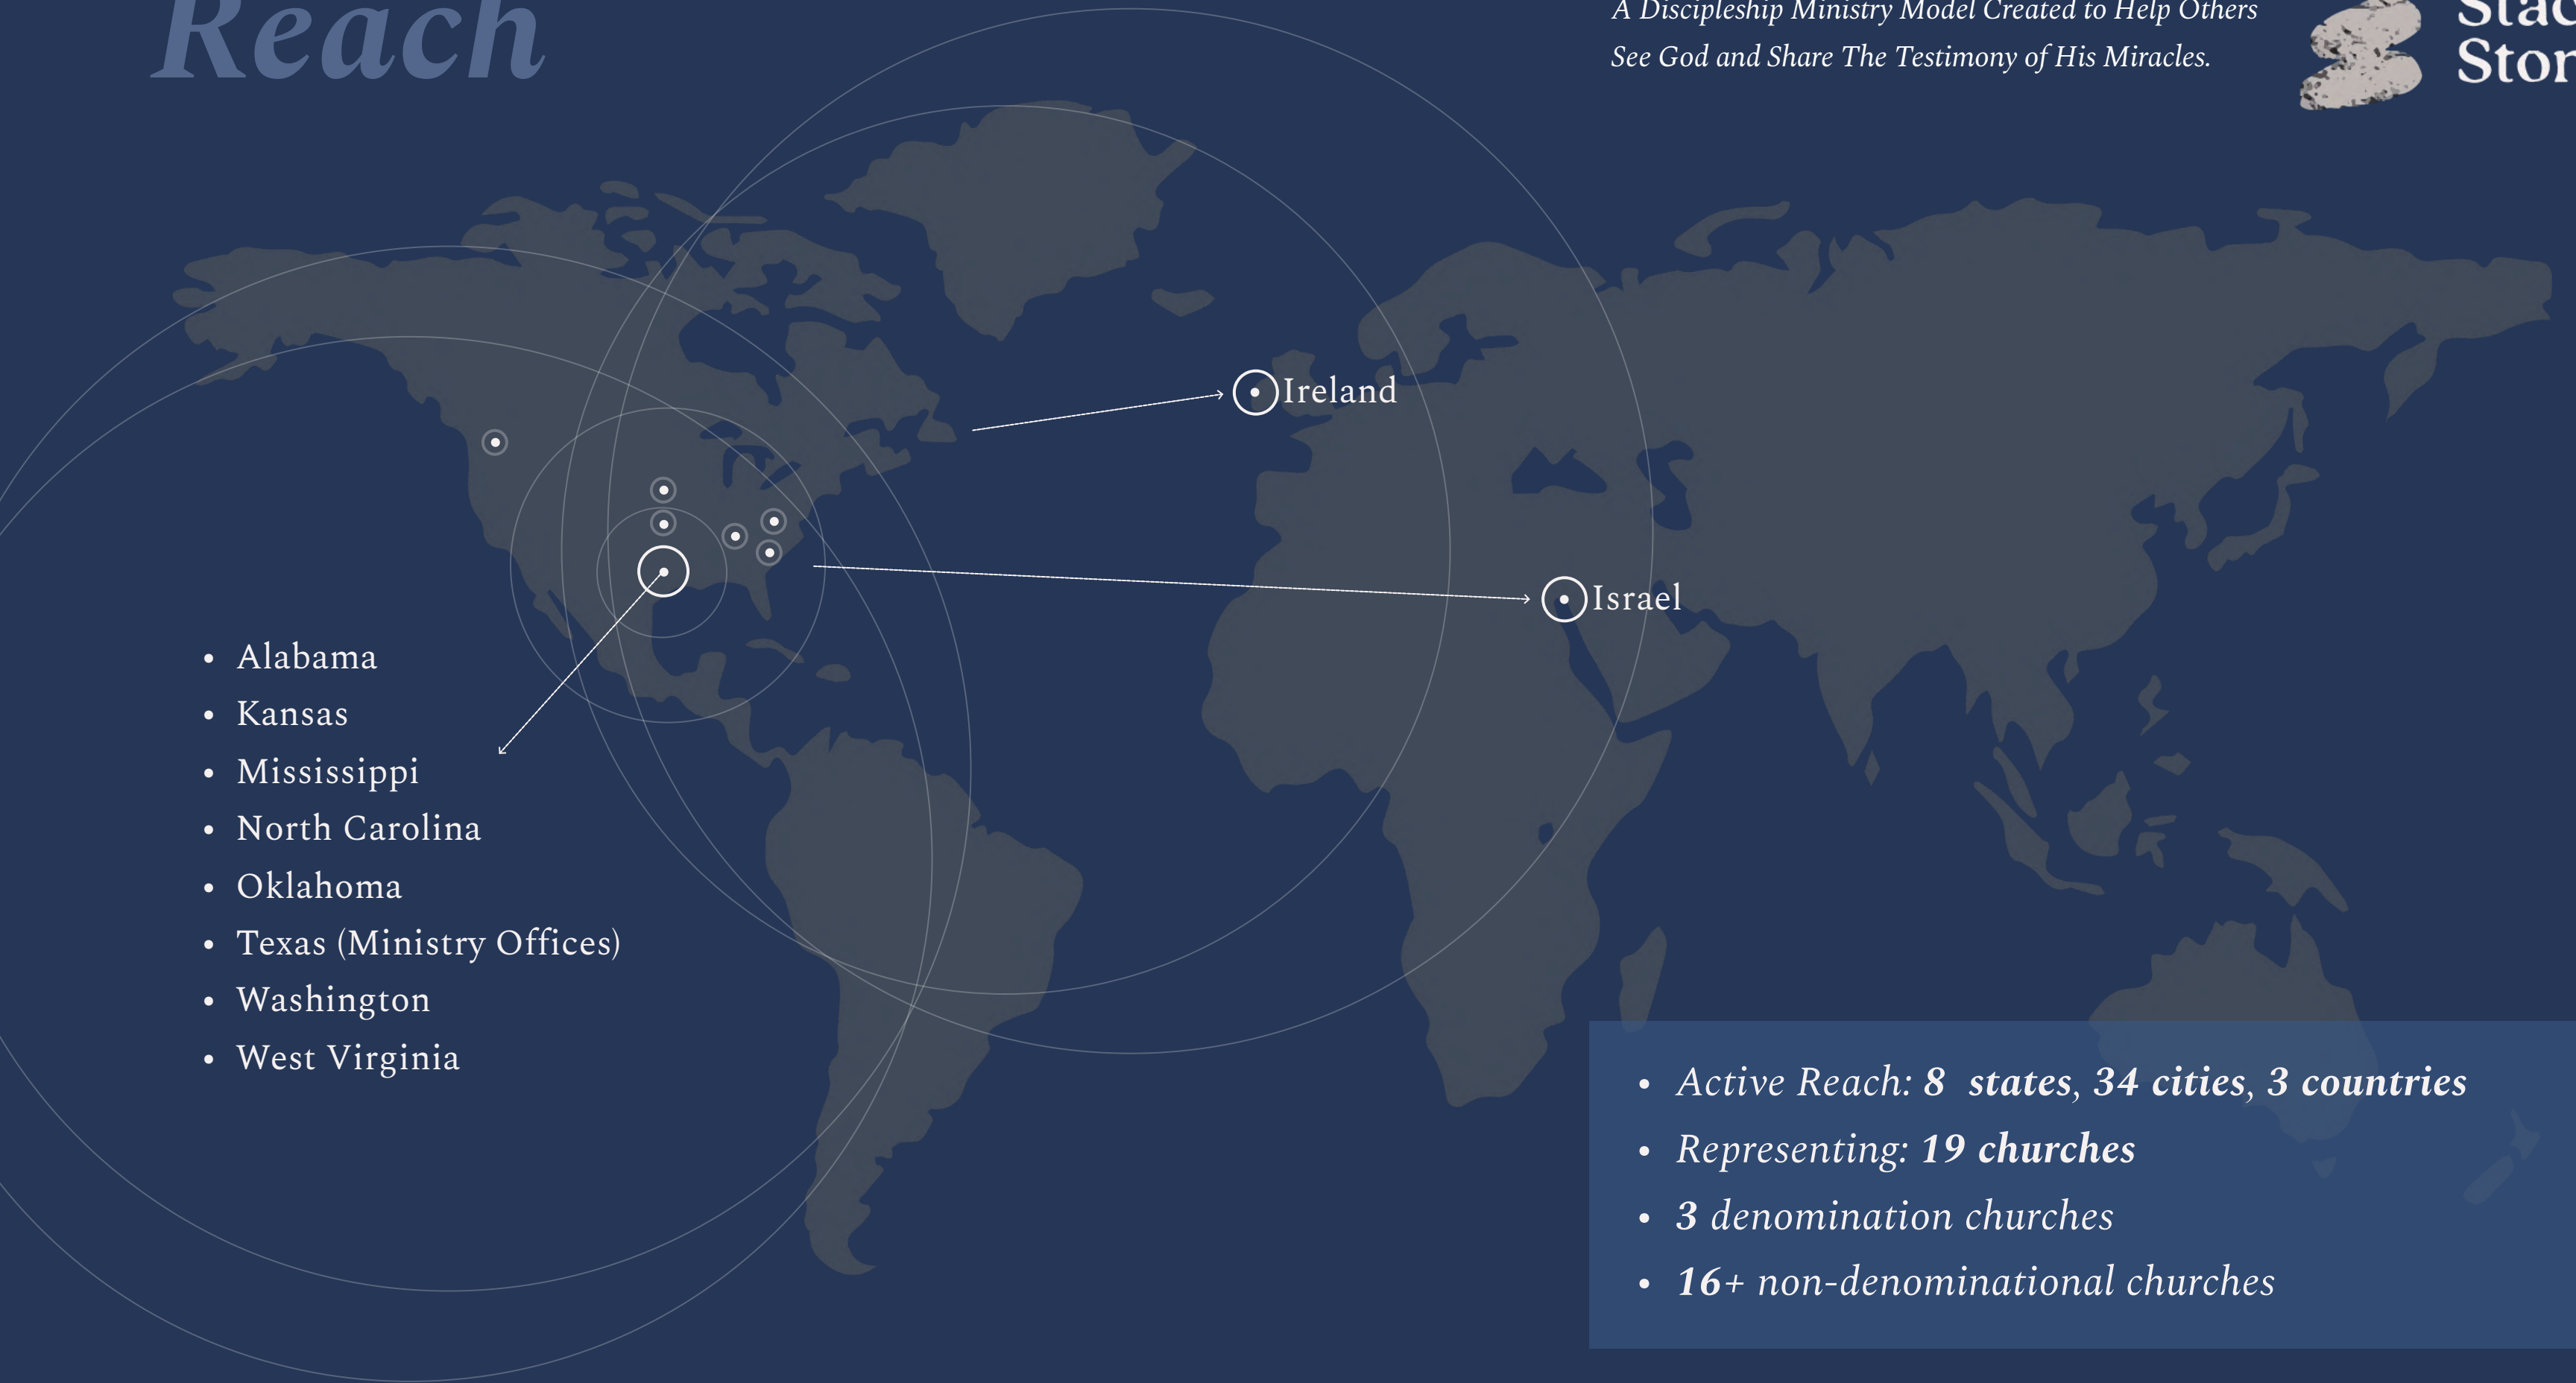 Reach
A Discipleship Ministry Model Created to Help Others
See God and Share The Testimony of His Miracles.
Ireland
Israel
• Alabama
• Kansas
• Mississippi
• North Carolina
• Oklahoma
• Texas (Ministry Offices)
• Washington
• West Virginia
• Active Reach: 8 states, 34 cities, 3 countries
• Representing: 19 churches
• 3 denomination churches
• 16+ non-denominational churches